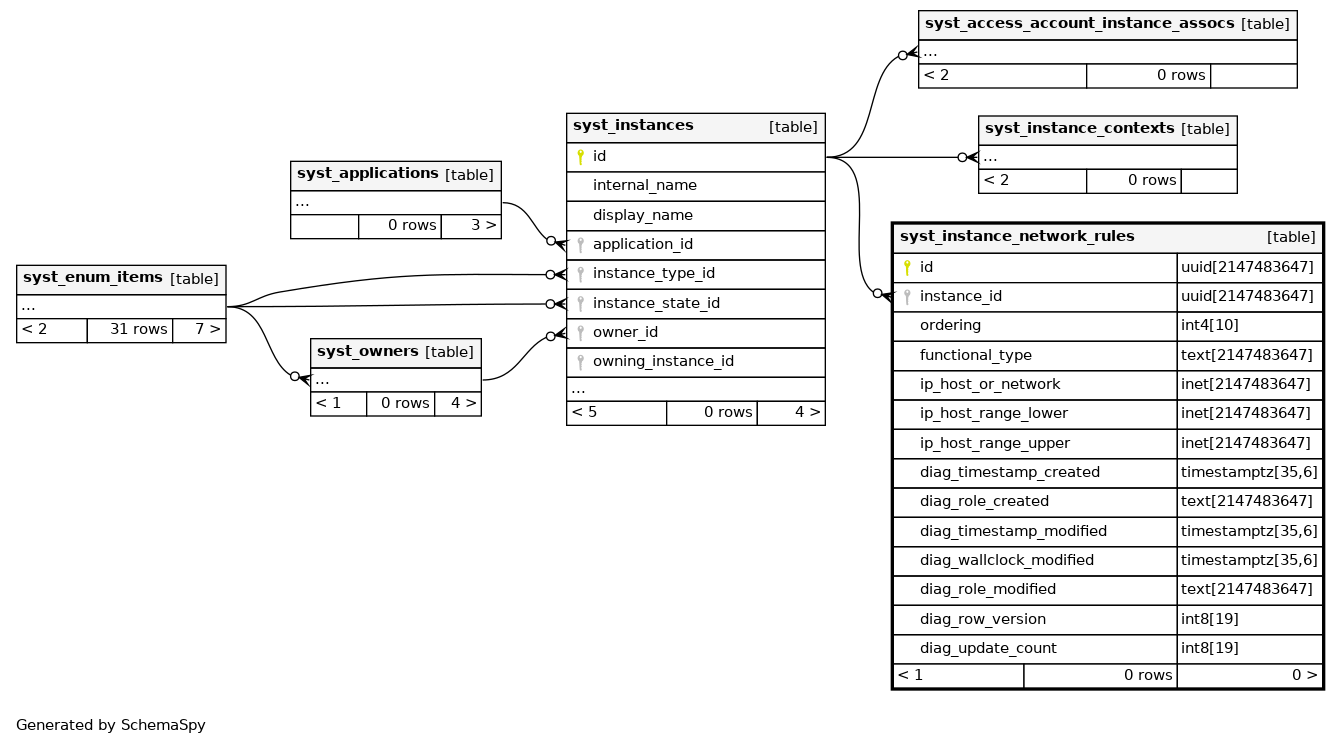 syst_access_account_instance_assocs [table]
...
< 2 0 rows
syst_instance_contexts [table]
...
< 2 0 rows
syst_instances [table]
id
internal_name
display_name
application_id
instance_type_id
instance_state_id
owner_id
owning_instance_id
...
< 5 0 rows 4 >
syst_applications [table]
...
0 rows 3 >
syst_enum_items [table]
...
< 2 31 rows 7 >
syst_owners [table]
...
< 1 0 rows 4 >
syst_instance_network_rules [table]
id uuid[2147483647]
instance_id uuid[2147483647]
ordering int4[10]
functional_type text[2147483647]
ip_host_or_network inet[2147483647]
ip_host_range_lower inet[2147483647]
ip_host_range_upper inet[2147483647]
diag_timestamp_created timestamptz[35,6]
diag_role_created text[2147483647]
diag_timestamp_modified timestamptz[35,6]
diag_wallclock_modified timestamptz[35,6]
diag_role_modified text[2147483647]
diag_row_version int8[19]
diag_update_count int8[19]
< 1 0 rows 0 >
Generated by SchemaSpy